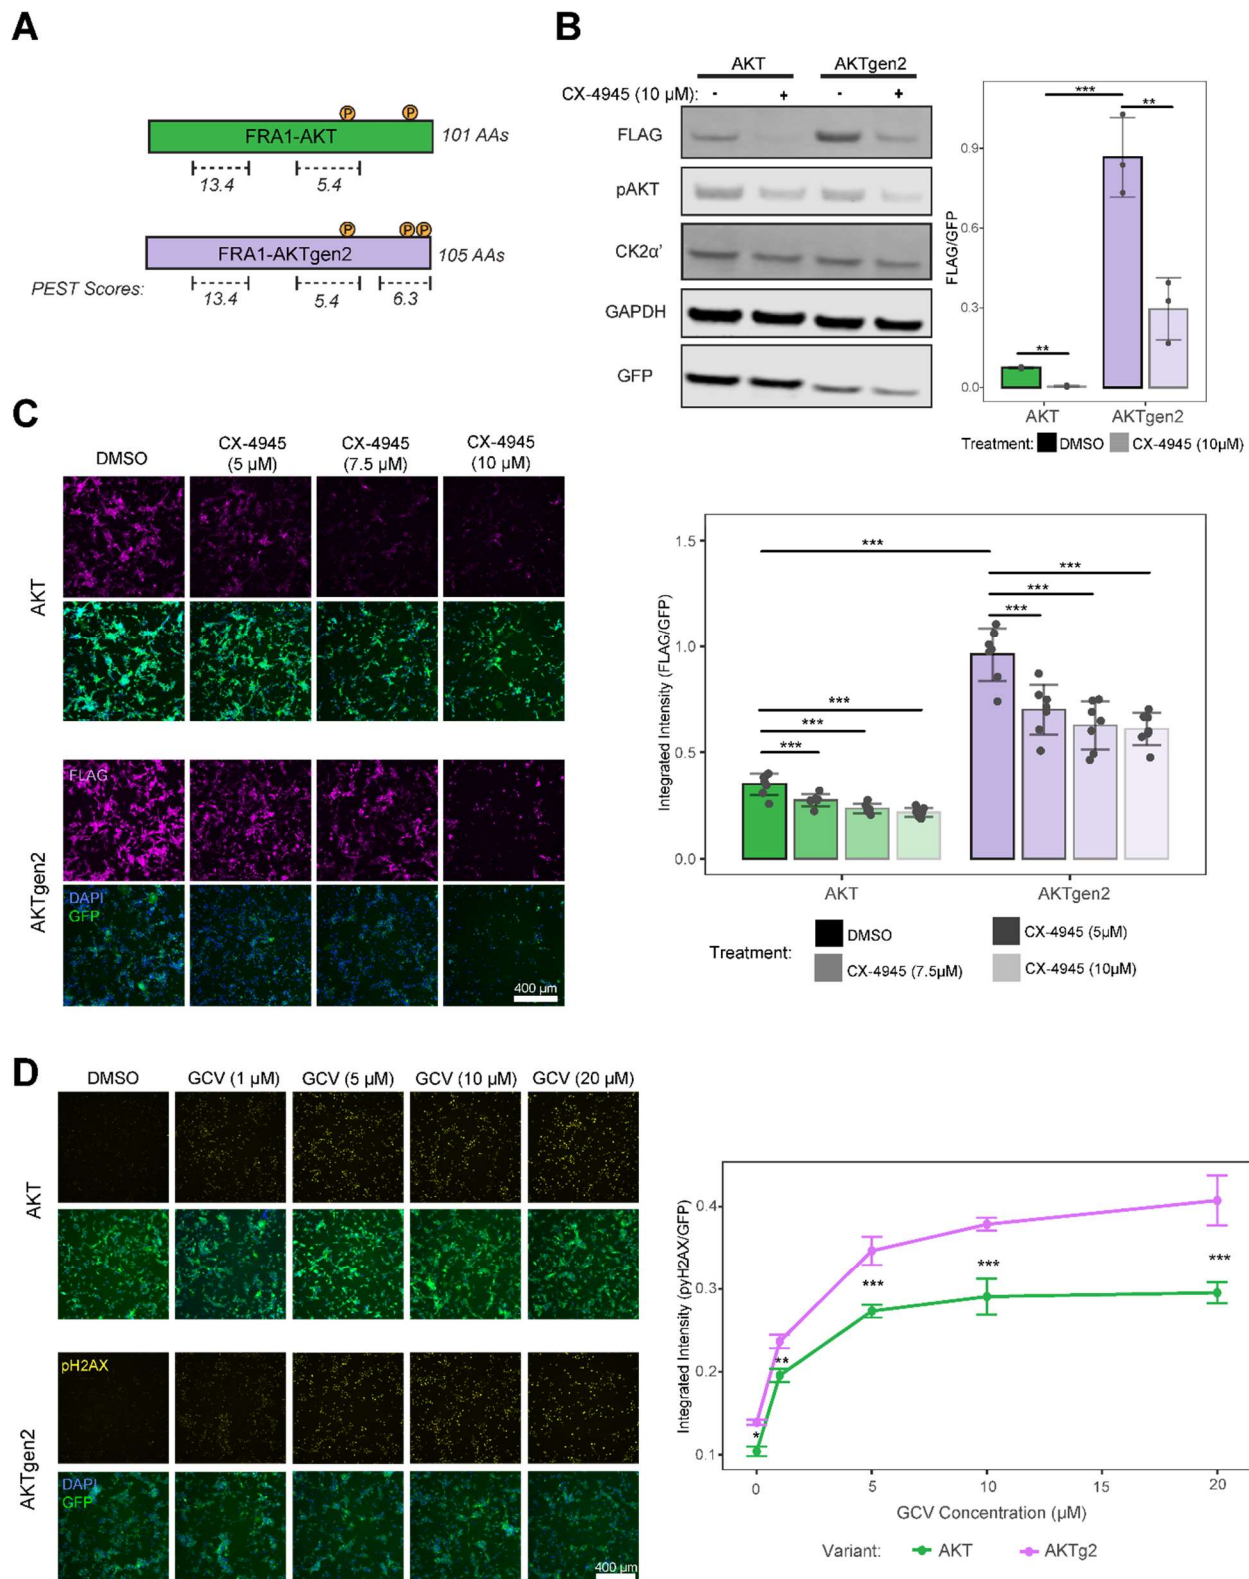 A
FRA1-AKT
P
P
101 AAs
13.4
5.4
FRA1-AKTgen2
P
P
P
105 AAs
PEST Scores:
13.4
5.4
6.3
B
AKT
AKTgen2
CX-4945 (10 µM):
-
+
-
+
FLAG
pAKT
CK2α'
GAPDH
GFP
FLAG/GFP
0.9
0.6
0.3
0.0
***
**
**
AKT
AKTgen2
Treatment:
DMSO
CX-4945 (10µM)
C
DMSO
CX-4945
(5 µM)
CX-4945
(7.5 µM)
CX-4945
(10 µM)
AKT
AKTgen2
FLAG
DAPI
GFP
400 µm
Integrated Intensity (FLAG/GFP)
1.5
1.0
0.5
0.0
***
***
***
***
***
***
***
AKT
AKTgen2
Treatment:
DMSO
CX-4945 (5µM)
CX-4945 (7.5µM)
CX-4945 (10µM)
D
DMSO
GCV (1 µM)
GCV (5 µM)
GCV (10 µM)
GCV (20 µM)
AKT
AKTgen2
pH2AX
DAPI
GFP
400 µm
Integrated Intensity (pyH2AX/GFP)
0.4
0.3
0.2
0.1
*
**
***
***
***
0
5
10
15
20
GCV Concentration (µM)
Variant:
AKT
AKTg2